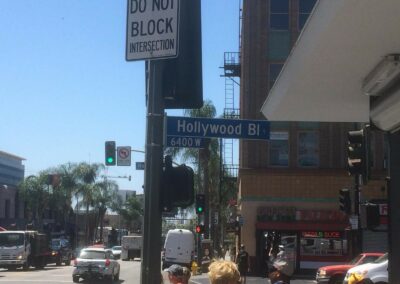 DO NOT
BLOCK
INTERSECTION
Hollywood Bl
6400 W